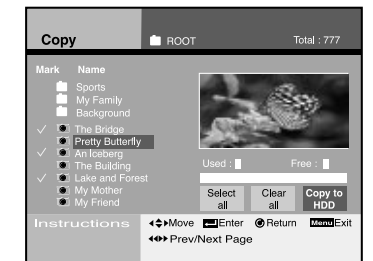 Copy
ROOT
Total : 777
Mark Name
Sports
My Family
Background
The Bridge
Pretty Butterfly
An Iceberg
The Building
Lake and Forest
My Mother
My Friend
Used :
Free :
Select all
Clear all
Copy to HDD
Instructions
Move Enter Return Menu Exit
Prev/Next Page